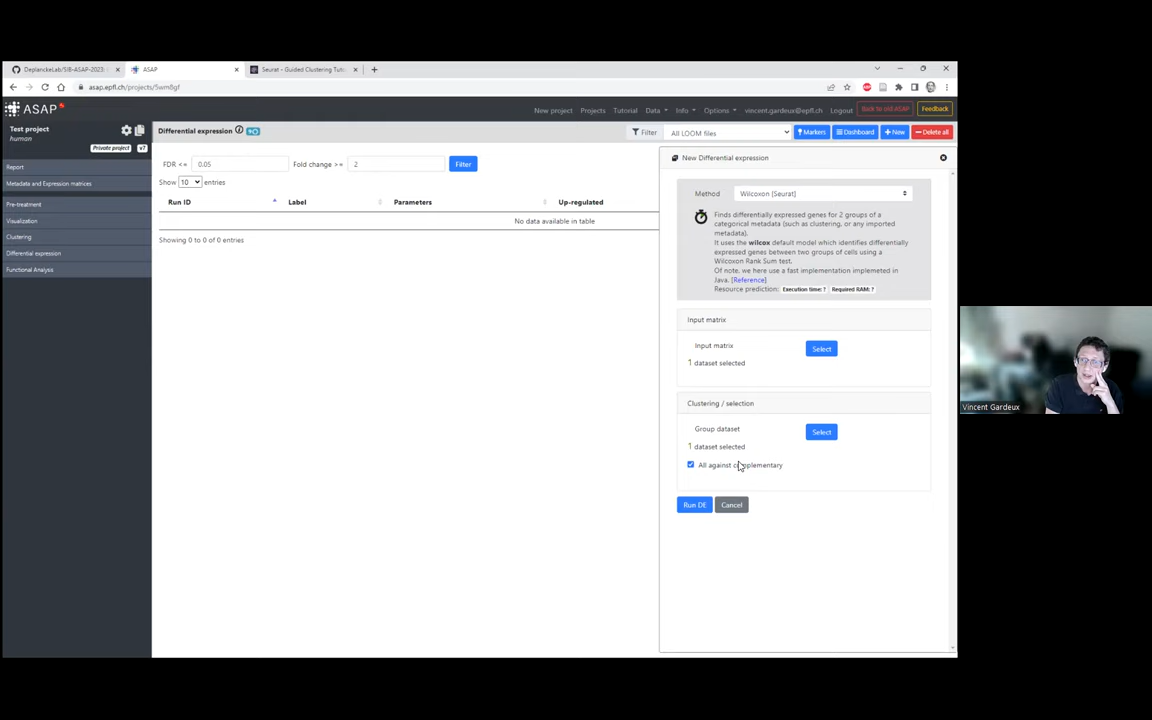 DeplanckeLab/SIB-ASAP-2023:
ASAP
Seurat - Guided Clustering Tuto
asap.epfl.ch/projects/5wm8gf
ASAP
New project
Projects
Tutorial
Data
Info
Options
vincent.gardeux@epfl.ch
Logout
Back to old ASAP
Feedback
Test project
human
Private project
v7
Differential expression
Filter
All LOOM files
Markers
Dashboard
New
Delete all
Report
Metadata and Expression matrices
Pre-treatment
Visualization
Clustering
Differential expression
Functional Analysis
FDR <= 0.05 Fold change >= 2 Filter
Show 10 entries
Run ID Label Parameters Up-regulated
No data available in table
Showing 0 to 0 of 0 entries
New Differential expression
Method Wilcoxon [Seurat]
Finds differentially expressed genes for 2 groups of a
categorical metadata (such as clustering, or any imported
metadata).
It uses the wilcox default model which identifies differentially
expressed genes between two groups of cells using a
Wilcoxon Rank Sum test.
Of note, we here use a fast implementation implemeted in
Java. [Reference]
Resource prediction: Execution time: ? Required RAM: ?
Input matrix
Input matrix Select
1 dataset selected
Clustering / selection
Group dataset Select
1 dataset selected
All against complementary
Run DE Cancel
Vincent Gardeux